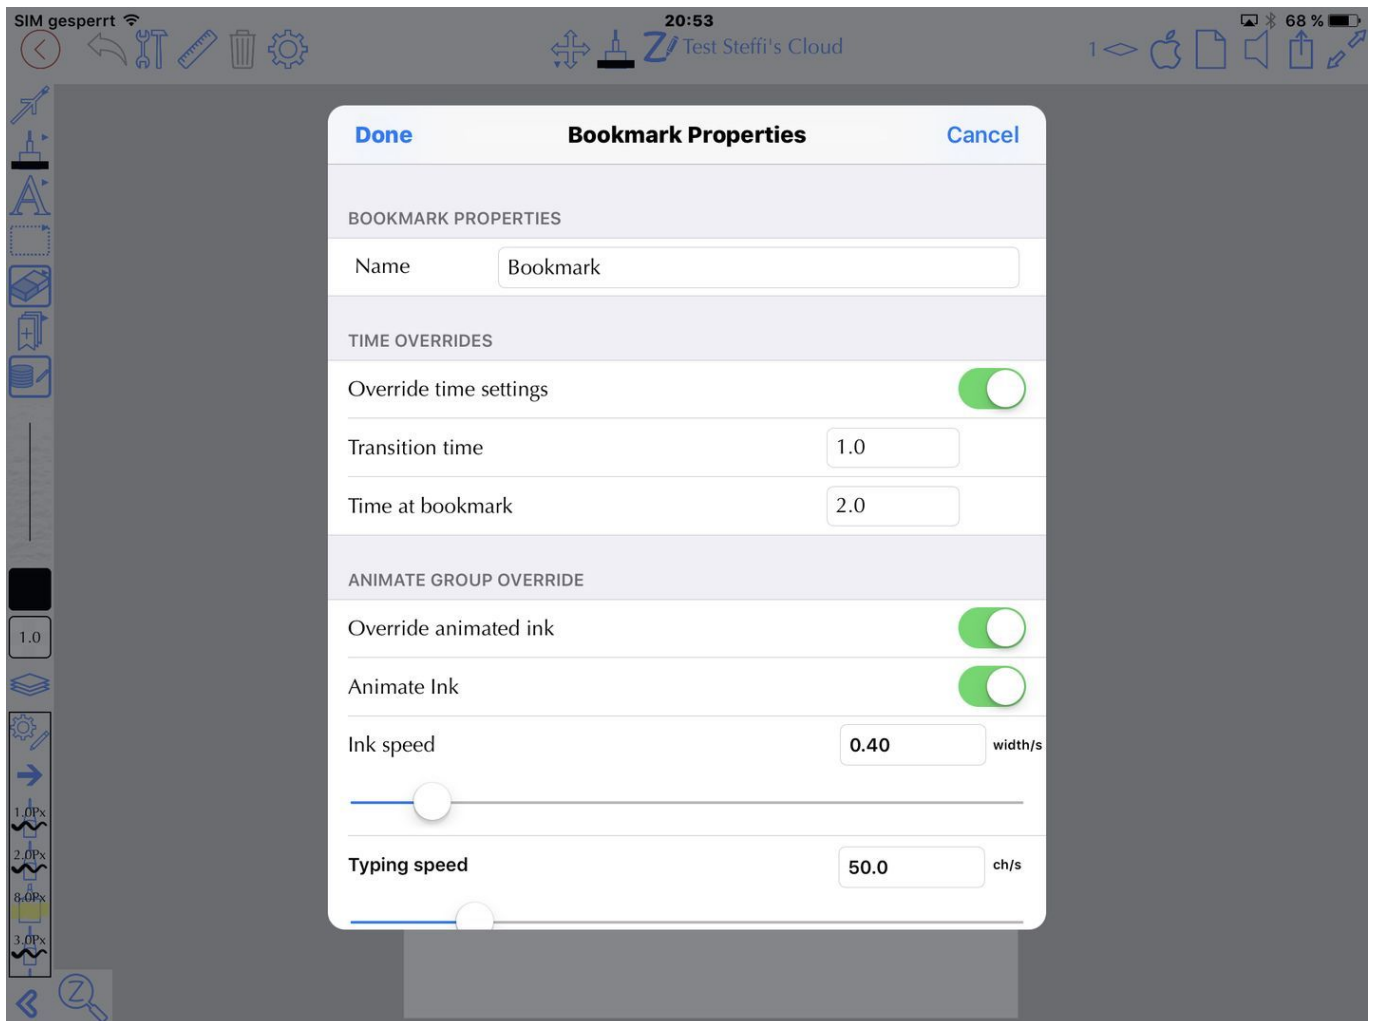 SIM gesperrt
20:53
68 %
Test Steffi's Cloud
1
Done
Bookmark Properties
Cancel
BOOKMARK PROPERTIES
Name
Bookmark
TIME OVERRIDES
Override time settings
Transition time
1.0
Time at bookmark
2.0
ANIMATE GROUP OVERRIDE
Override animated ink
Animate Ink
Ink speed
0.40
width/s
Typing speed
50.0
ch/s
A
1.0
1.0Px
2.0Px
8.0Px
3.0Px
Z